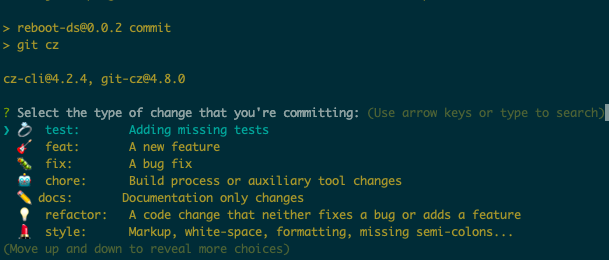 > reboot-ds@0.0.2 commit
> git cz
cz-cli@4.2.4, git-cz@4.8.0
? Select the type of change that you're committing: (Use arrow keys or type to search)
❯ 💍  test:       Adding missing tests
🎸  feat:       A new feature
🐛  fix:        A bug fix
🤖  chore:      Build process or auxiliary tool changes
✏️ docs:       Documentation only changes
💡  refactor:   A code change that neither fixes a bug or adds a feature
💄  style:      Markup, white-space, formatting, missing semi-colons...
(Move up and down to reveal more choices)